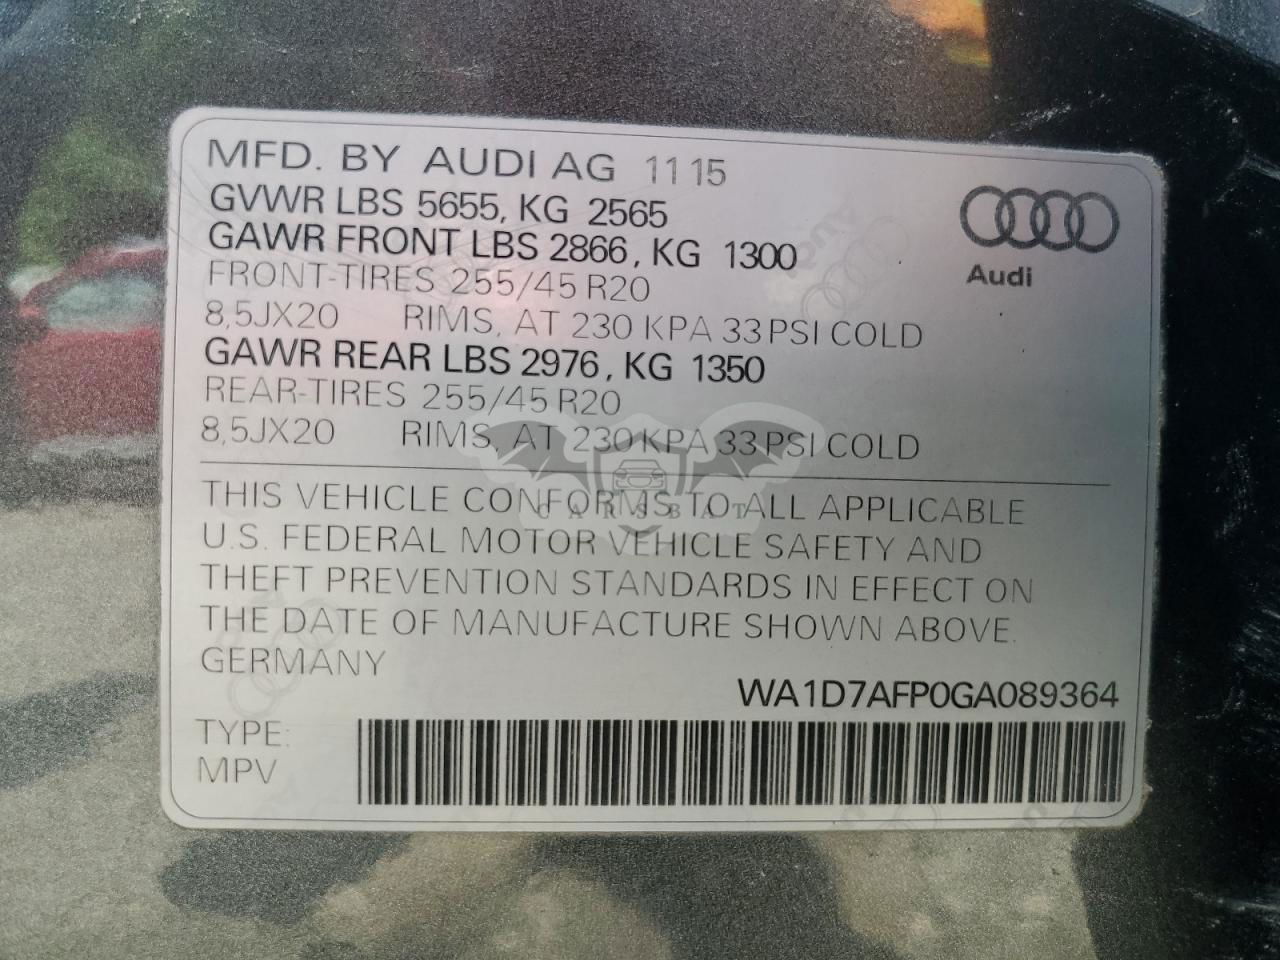 MFD. BY AUDI AG 11 15
GVWR LBS 5655, KG 2565
GAWR FRONT LBS 2866, KG 1300
FRONT-TIRES 255/45 R20
8,5JX20 RIMS, AT 230 KPA 33 PSI COLD
GAWR REAR LBS 2976, KG 1350
REAR-TIRES 255/45 R20
8,5JX20 RIMS, AT 230 KPA 33 PSI COLD
Audi
THIS VEHICLE CONFORMS TO ALL APPLICABLE
CARSBAT
U.S. FEDERAL MOTOR VEHICLE SAFETY AND
THEFT PREVENTION STANDARDS IN EFFECT ON
THE DATE OF MANUFACTURE SHOWN ABOVE.
GERMANY
WA1D7AFP0GA089364
TYPE:
MPV